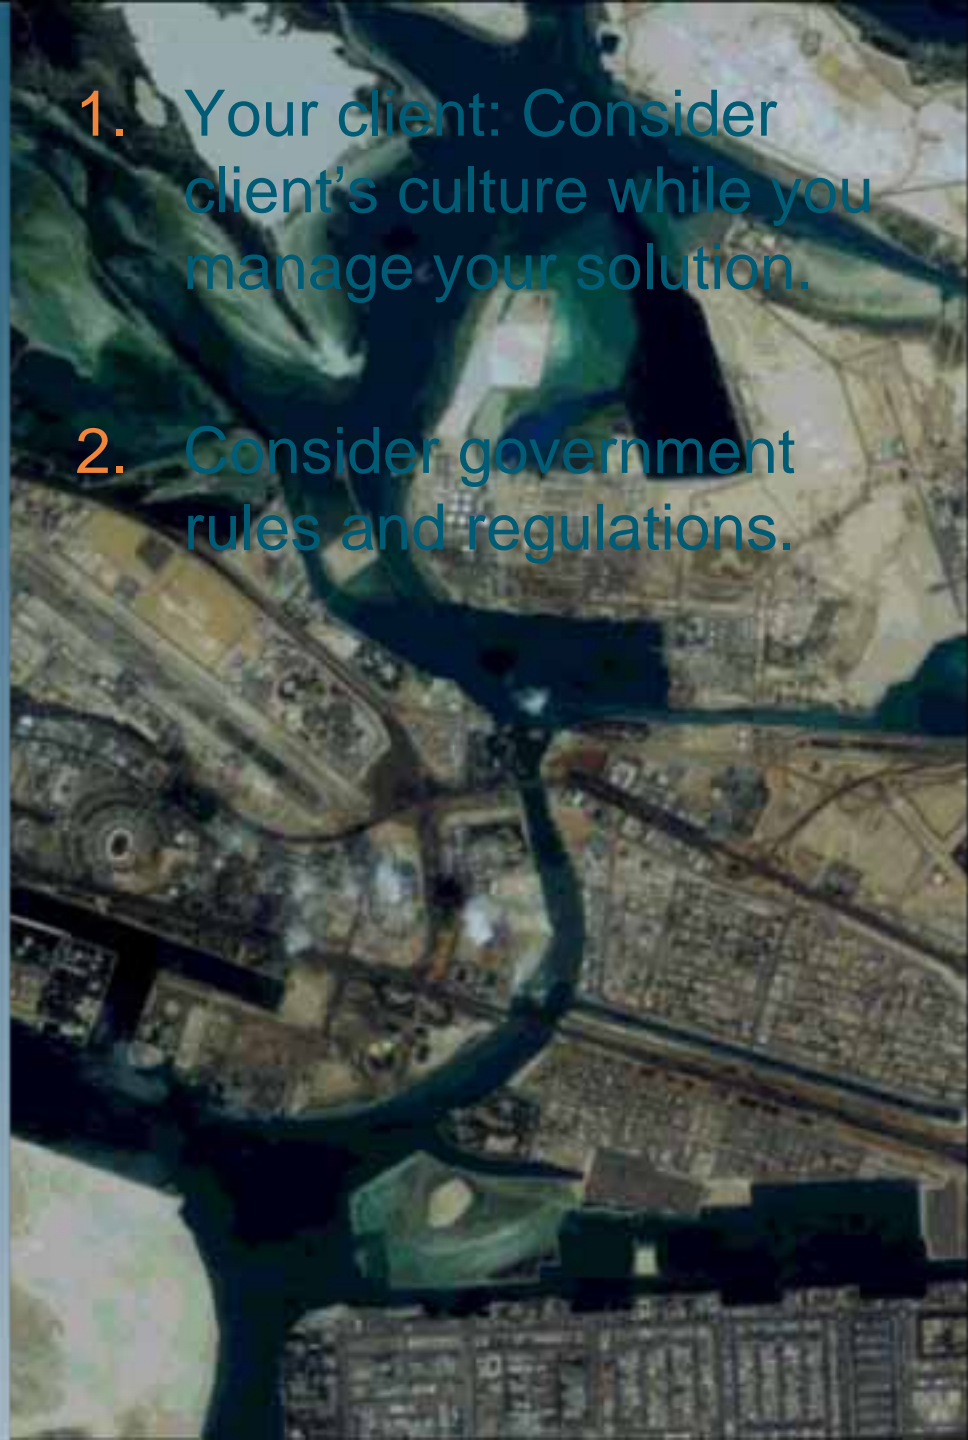 1. Your client: Consider
client’s culture while you
manage your solution.
2. Consider government
rules and regulations.